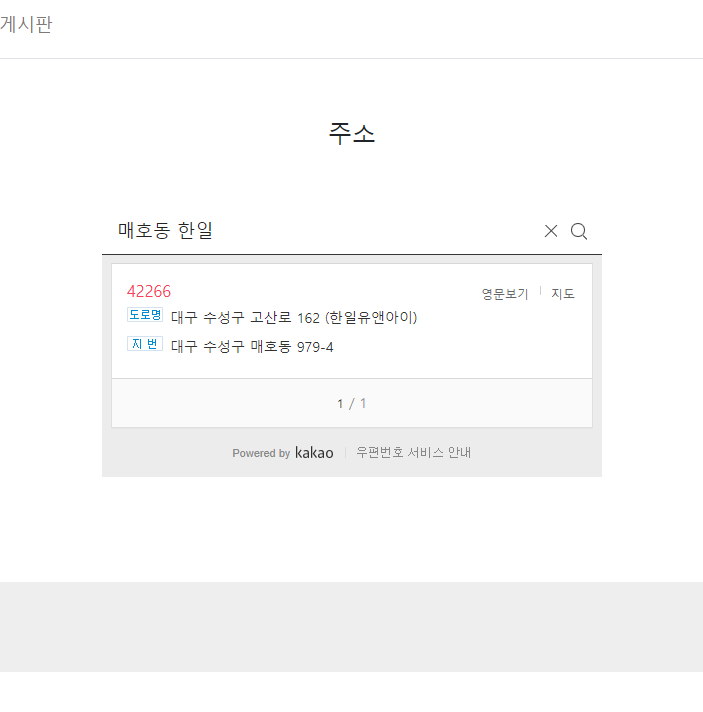 게시판
주소
매호동 한일
42266
영문보기 지도
도로명 대구 수성구 고산로 162 (한일유앤아이)
지 번 대구 수성구 매호동 979-4
1 / 1
Powered by kakao 우편번호 서비스 안내